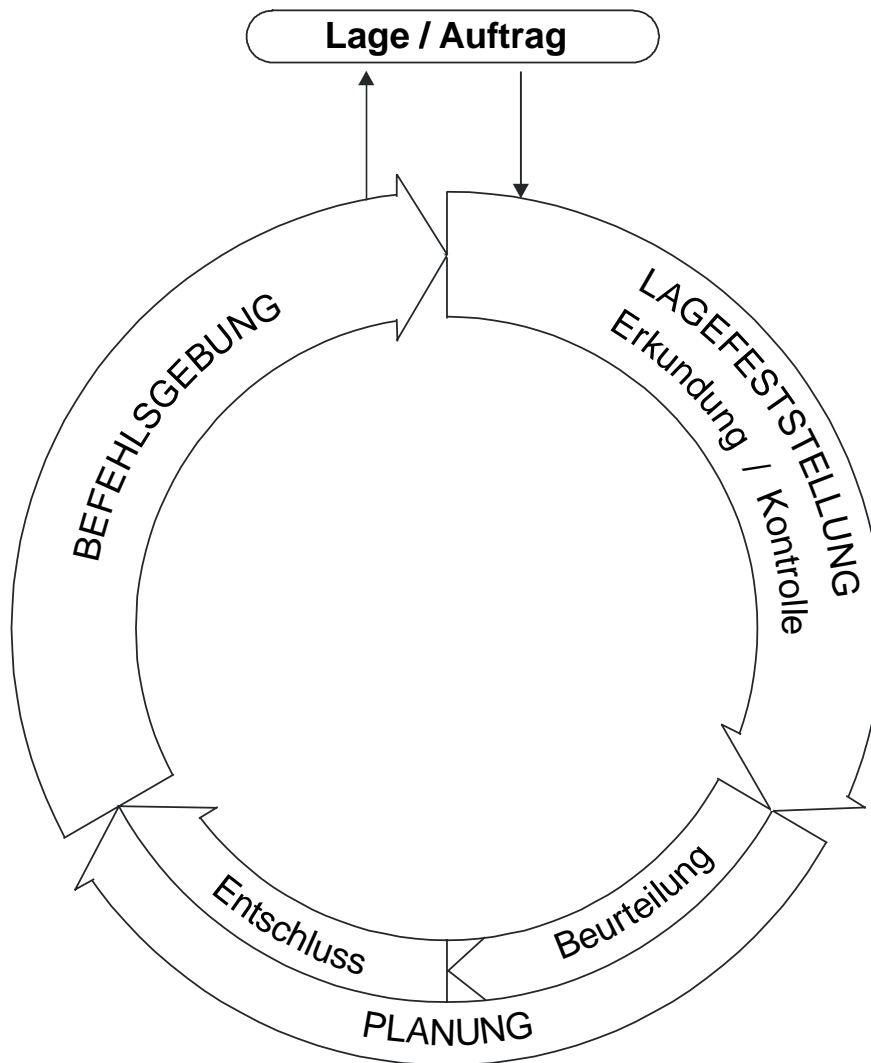 Lage / Auftrag
LAGEFESTSTELLUNG
Erkundung / Kontrolle
Beurteilung
Entschluss
PLANUNG
BEFEHLSGEBUNG